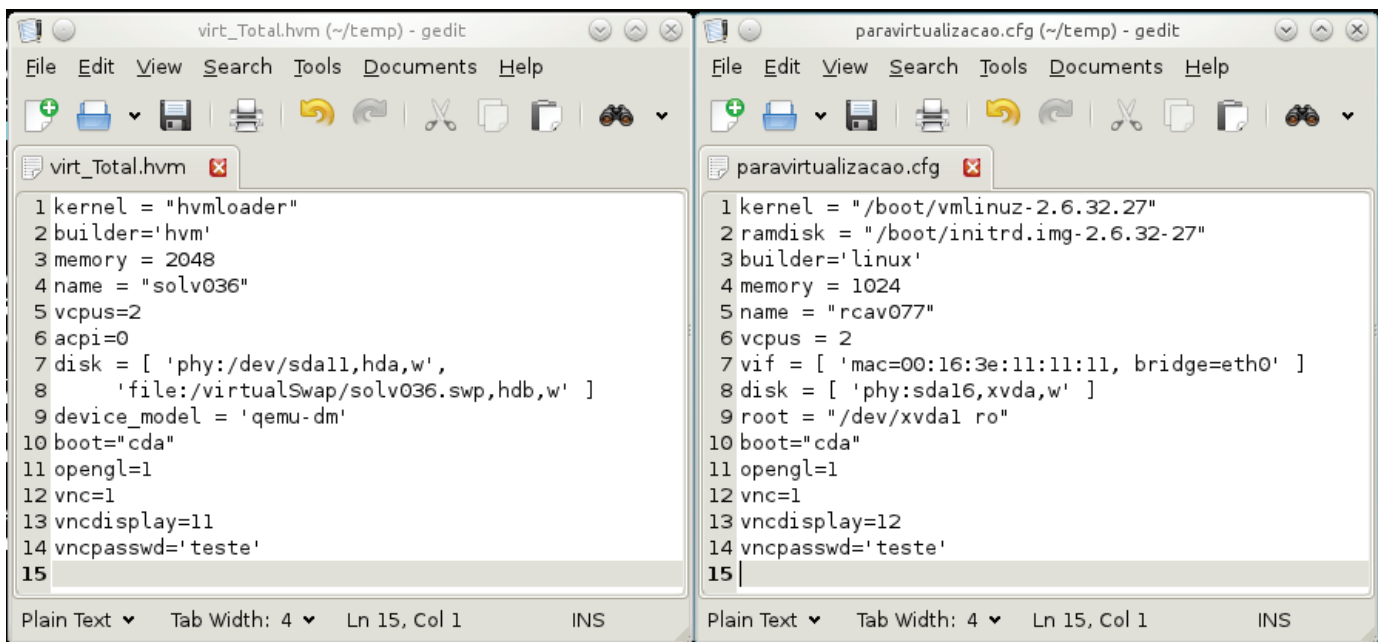 virt_Total.hvm (~/temp) - gedit
File Edit View Search Tools Documents Help
virt_Total.hvm
1 kernel = "hvmloader"
2 builder='hvm'
3 memory = 2048
4 name = "solv036"
5 vcpus=2
6 acpi=0
7 disk = [ 'phy:/dev/sda11,hda,w',
8 'file:/virtualSwap/solv036.swp,hdb,w' ]
9 device_model = 'qemu-dm'
10 boot="cda"
11 opengl=1
12 vnc=1
13 vncdisplay=11
14 vncpasswd='teste'
15
Plain Text Tab Width: 4 Ln 15, Col 1 INS
paravirtualizacao.cfg (~/temp) - gedit
File Edit View Search Tools Documents Help
paravirtualizacao.cfg
1 kernel = "/boot/vmlinuz-2.6.32.27"
2 ramdisk = "/boot/initrd.img-2.6.32-27"
3 builder='linux'
4 memory = 1024
5 name = "rcav077"
6 vcpus = 2
7 vif = [ 'mac=00:16:3e:11:11:11, bridge=eth0' ]
8 disk = [ 'phy:sda16,xvda,w' ]
9 root = "/dev/xvda1 ro"
10 boot="cda"
11 opengl=1
12 vnc=1
13 vncdisplay=12
14 vncpasswd='teste'
15
Plain Text Tab Width: 4 Ln 15, Col 1 INS